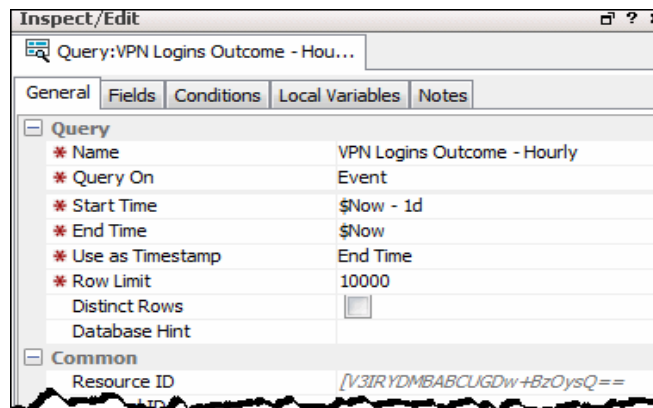 Inspect/Edit
Query:VPN Logins Outcome - Hou...
General Fields Conditions Local Variables Notes
Query
* Name VPN Logins Outcome - Hourly
* Query On Event
* Start Time $Now - 1d
* End Time $Now
* Use as Timestamp End Time
* Row Limit 10000
Distinct Rows
Database Hint
Common
Resource ID [V3IRYDMBABCUGDw+BzOysQ==